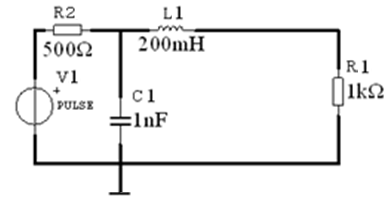 R2
500Ω
L1
200mH
V1
+
PULSE
C1
1nF
R1
1kΩ